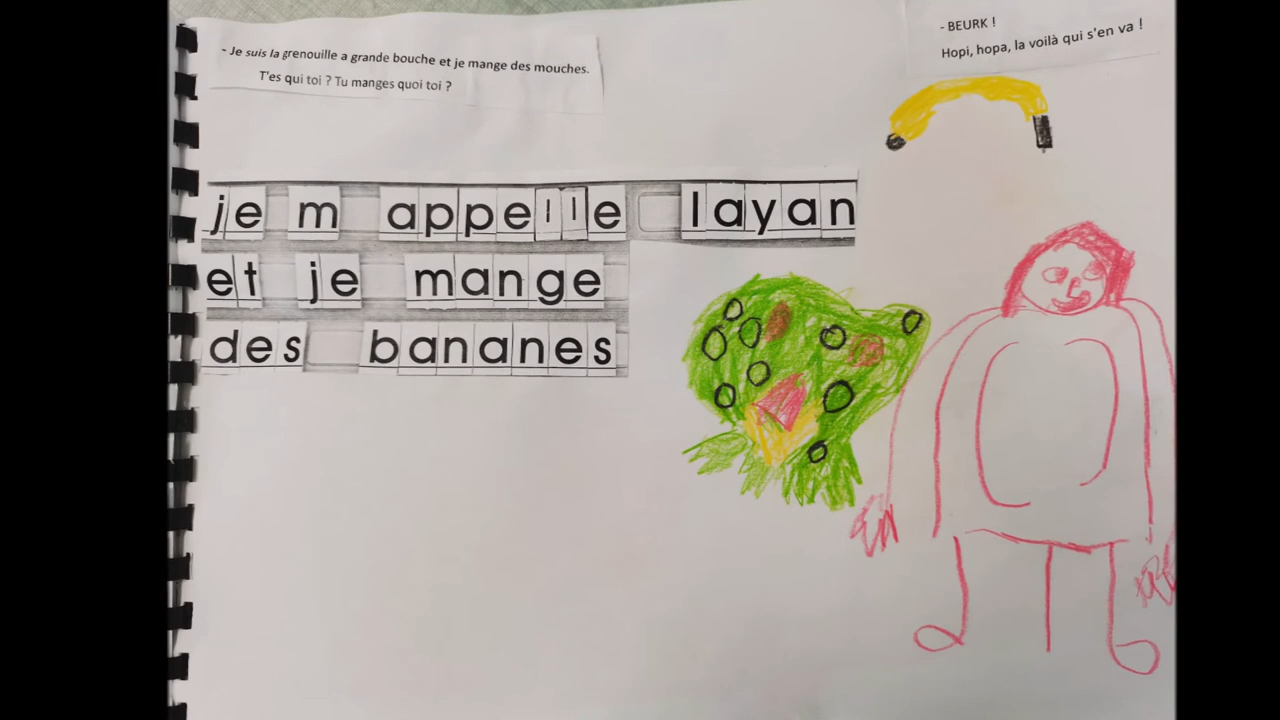 - Je suis la grenouille a grande bouche et je mange des mouches.
T'es qui toi ? Tu manges quoi toi ?
- BEURK !
Hopi, hopa, la voilà qui s'en va !
je m appelle layan
et je mange
des bananes